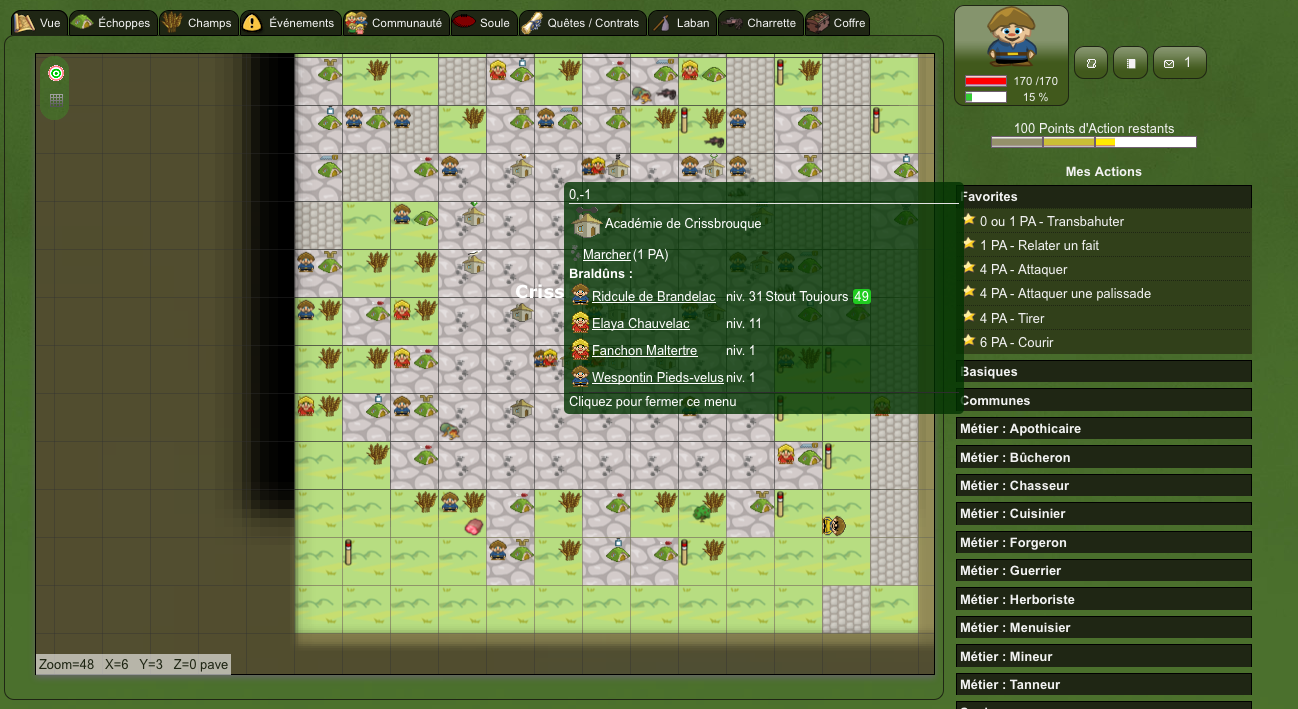 Vue Échoppes Champs Événements Communauté Soule Quêtes / Contrats Laban Charrette Coffre
170 /170
15 %
1
100 Points d'Action restants
Mes Actions
Favorites
0 ou 1 PA - Transbahuter
1 PA - Relater un fait
4 PA - Attaquer
4 PA - Attaquer une palissade
4 PA - Tirer
6 PA - Courir
Basiques
Communes
Métier : Apothicaire
Métier : Bûcheron
Métier : Chasseur
Métier : Cuisinier
Métier : Forgeron
Métier : Guerrier
Métier : Herboriste
Métier : Menuisier
Métier : Mineur
Métier : Tanneur
Criss
0,-1
Académie de Crissbrouque
Marcher (1 PA)
Braldûns :
Ridcule de Brandelac niv. 31 Stout Toujours 49
Elaya Chauvelac niv. 11
Fanchon Maltertre niv. 1
Wespontin Pieds-velus niv. 1
Cliquez pour fermer ce menu
Zoom=48 X=6 Y=3 Z=0 pave